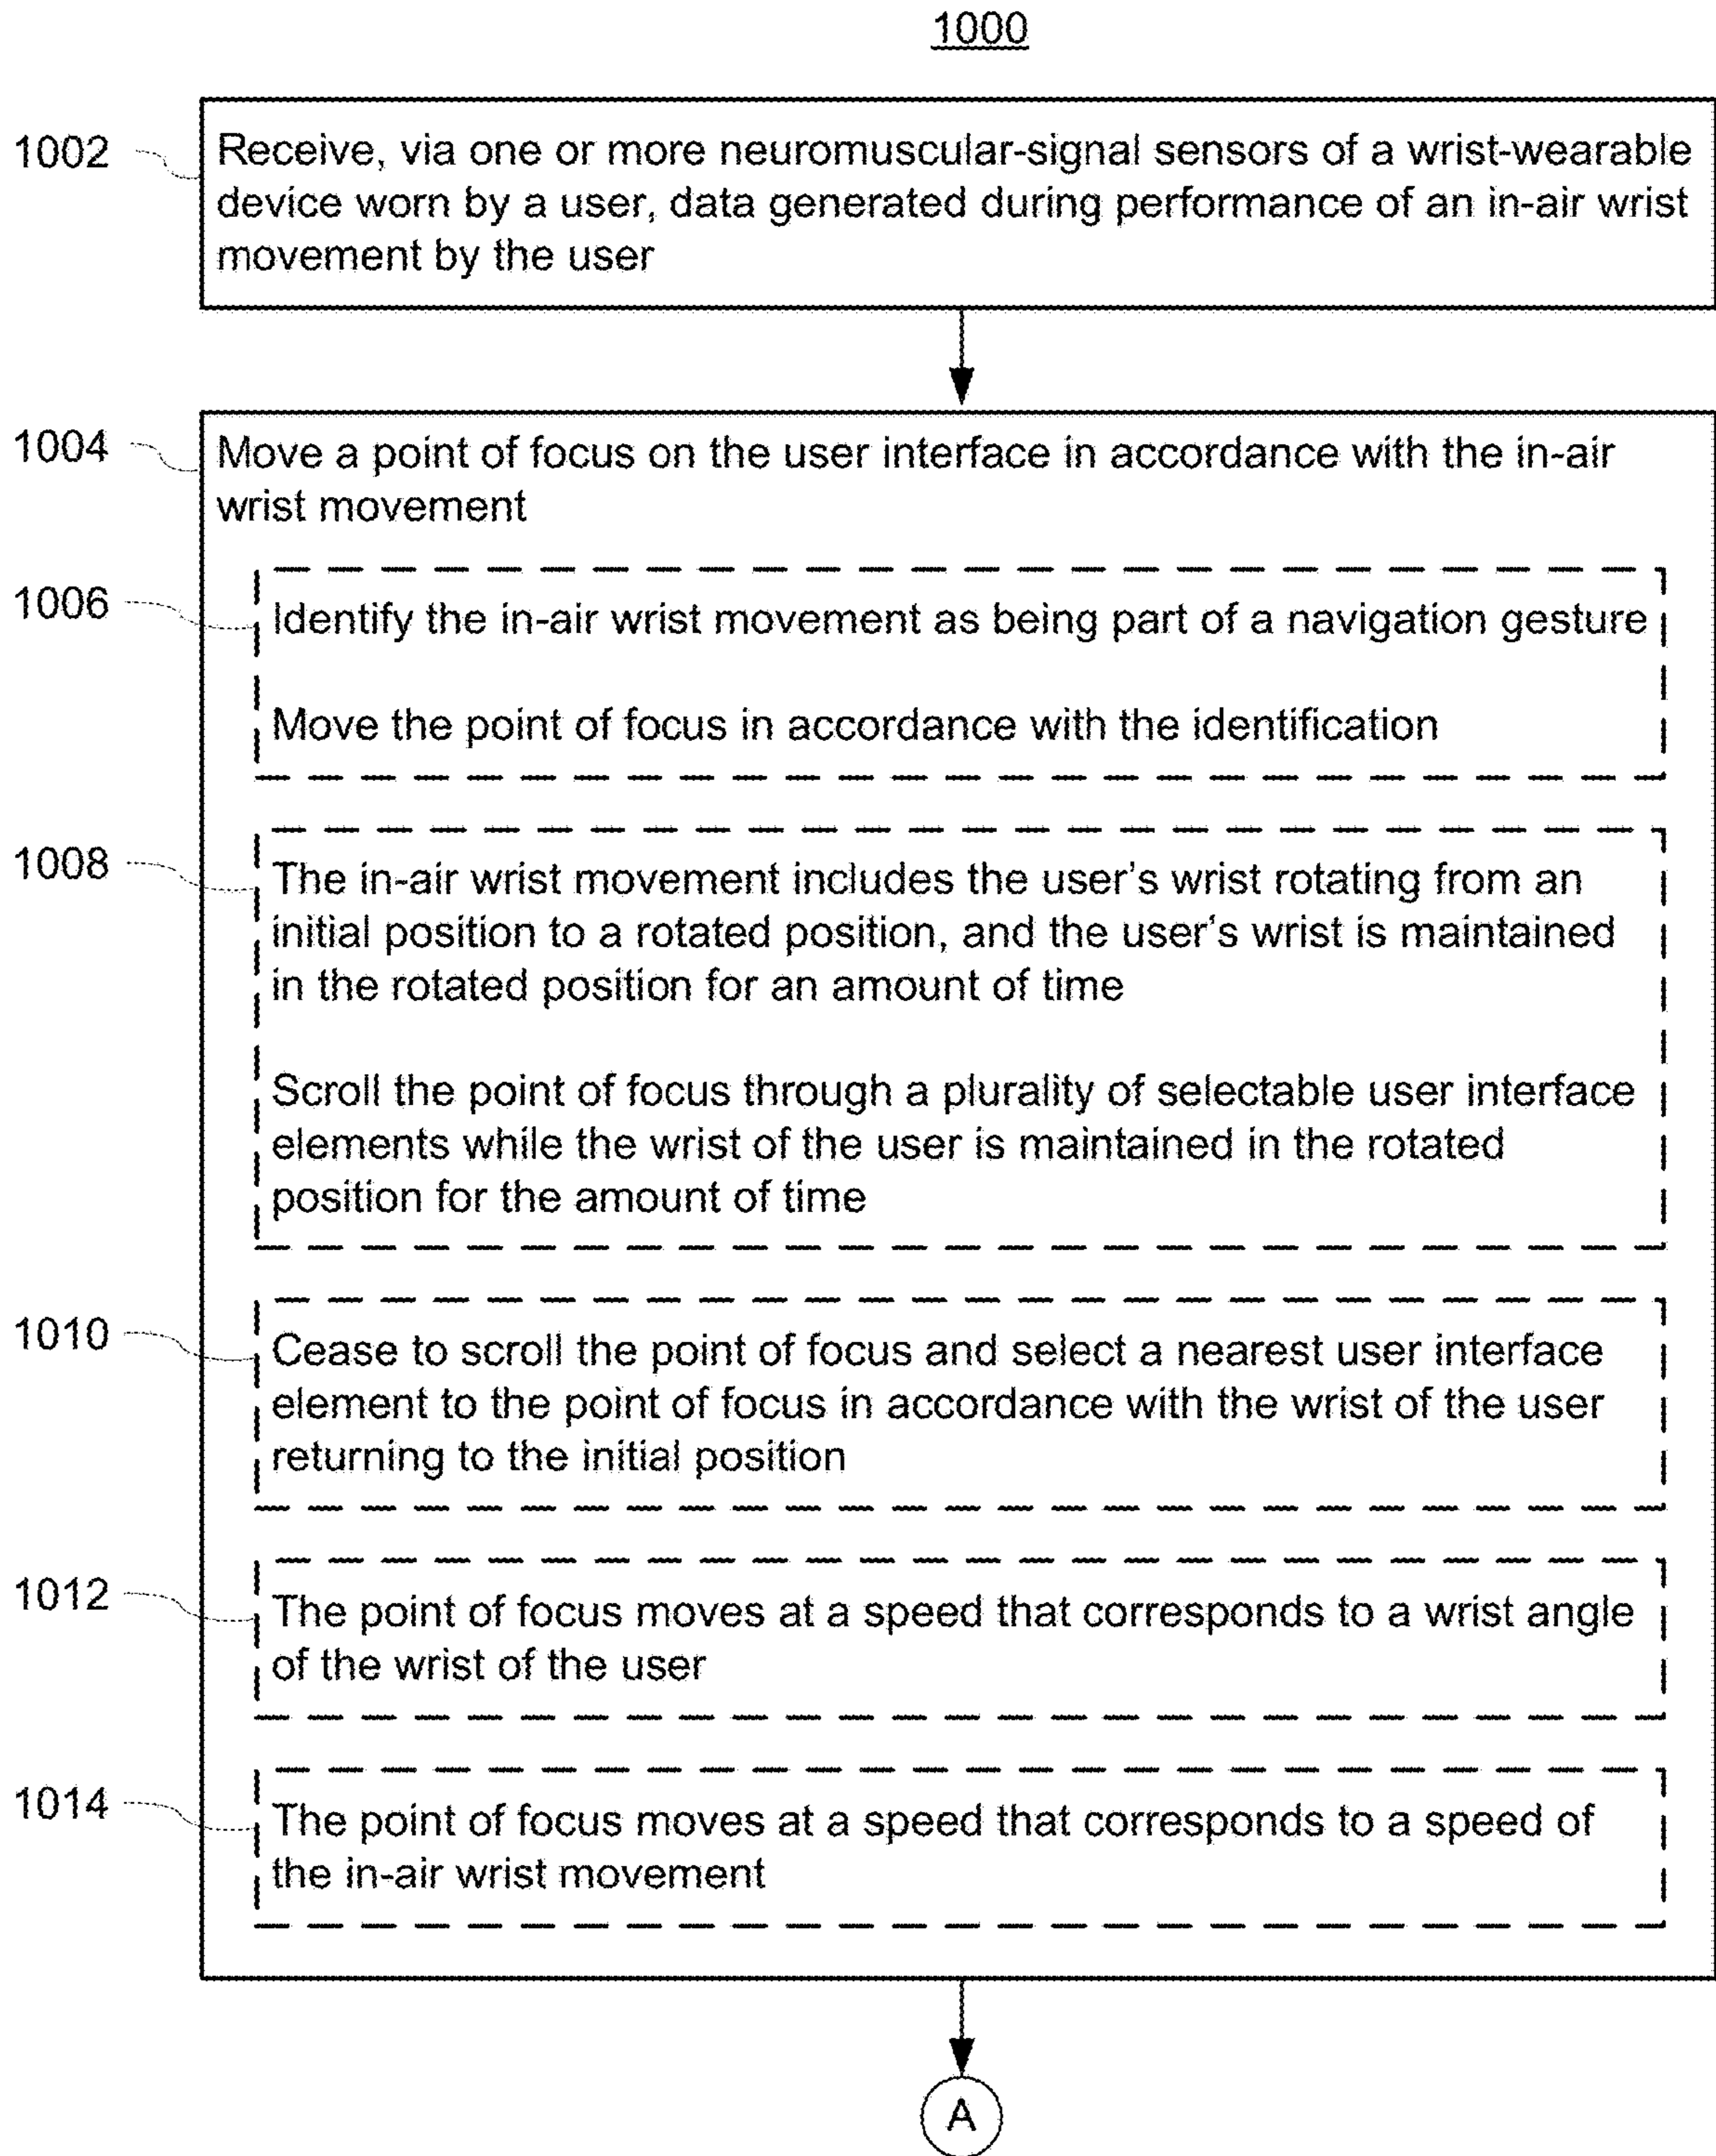 1000
1002
Receive, via one or more neuromuscular-signal sensors of a wrist-wearable
device worn by a user, data generated during performance of an in-air wrist
movement by the user
1004
Move a point of focus on the user interface in accordance with the in-air
wrist movement
1006
Identify the in-air wrist movement as being part of a navigation gesture
Move the point of focus in accordance with the identification
1008
The in-air wrist movement includes the user's wrist rotating from an
initial position to a rotated position, and the user's wrist is maintained
in the rotated position for an amount of time
Scroll the point of focus through a plurality of selectable user interface
elements while the wrist of the user is maintained in the rotated
position for the amount of time
1010
Cease to scroll the point of focus and select a nearest user interface
element to the point of focus in accordance with the wrist of the user
returning to the initial position
1012
The point of focus moves at a speed that corresponds to a wrist angle
of the wrist of the user
1014
The point of focus moves at a speed that corresponds to a speed of
the in-air wrist movement
A